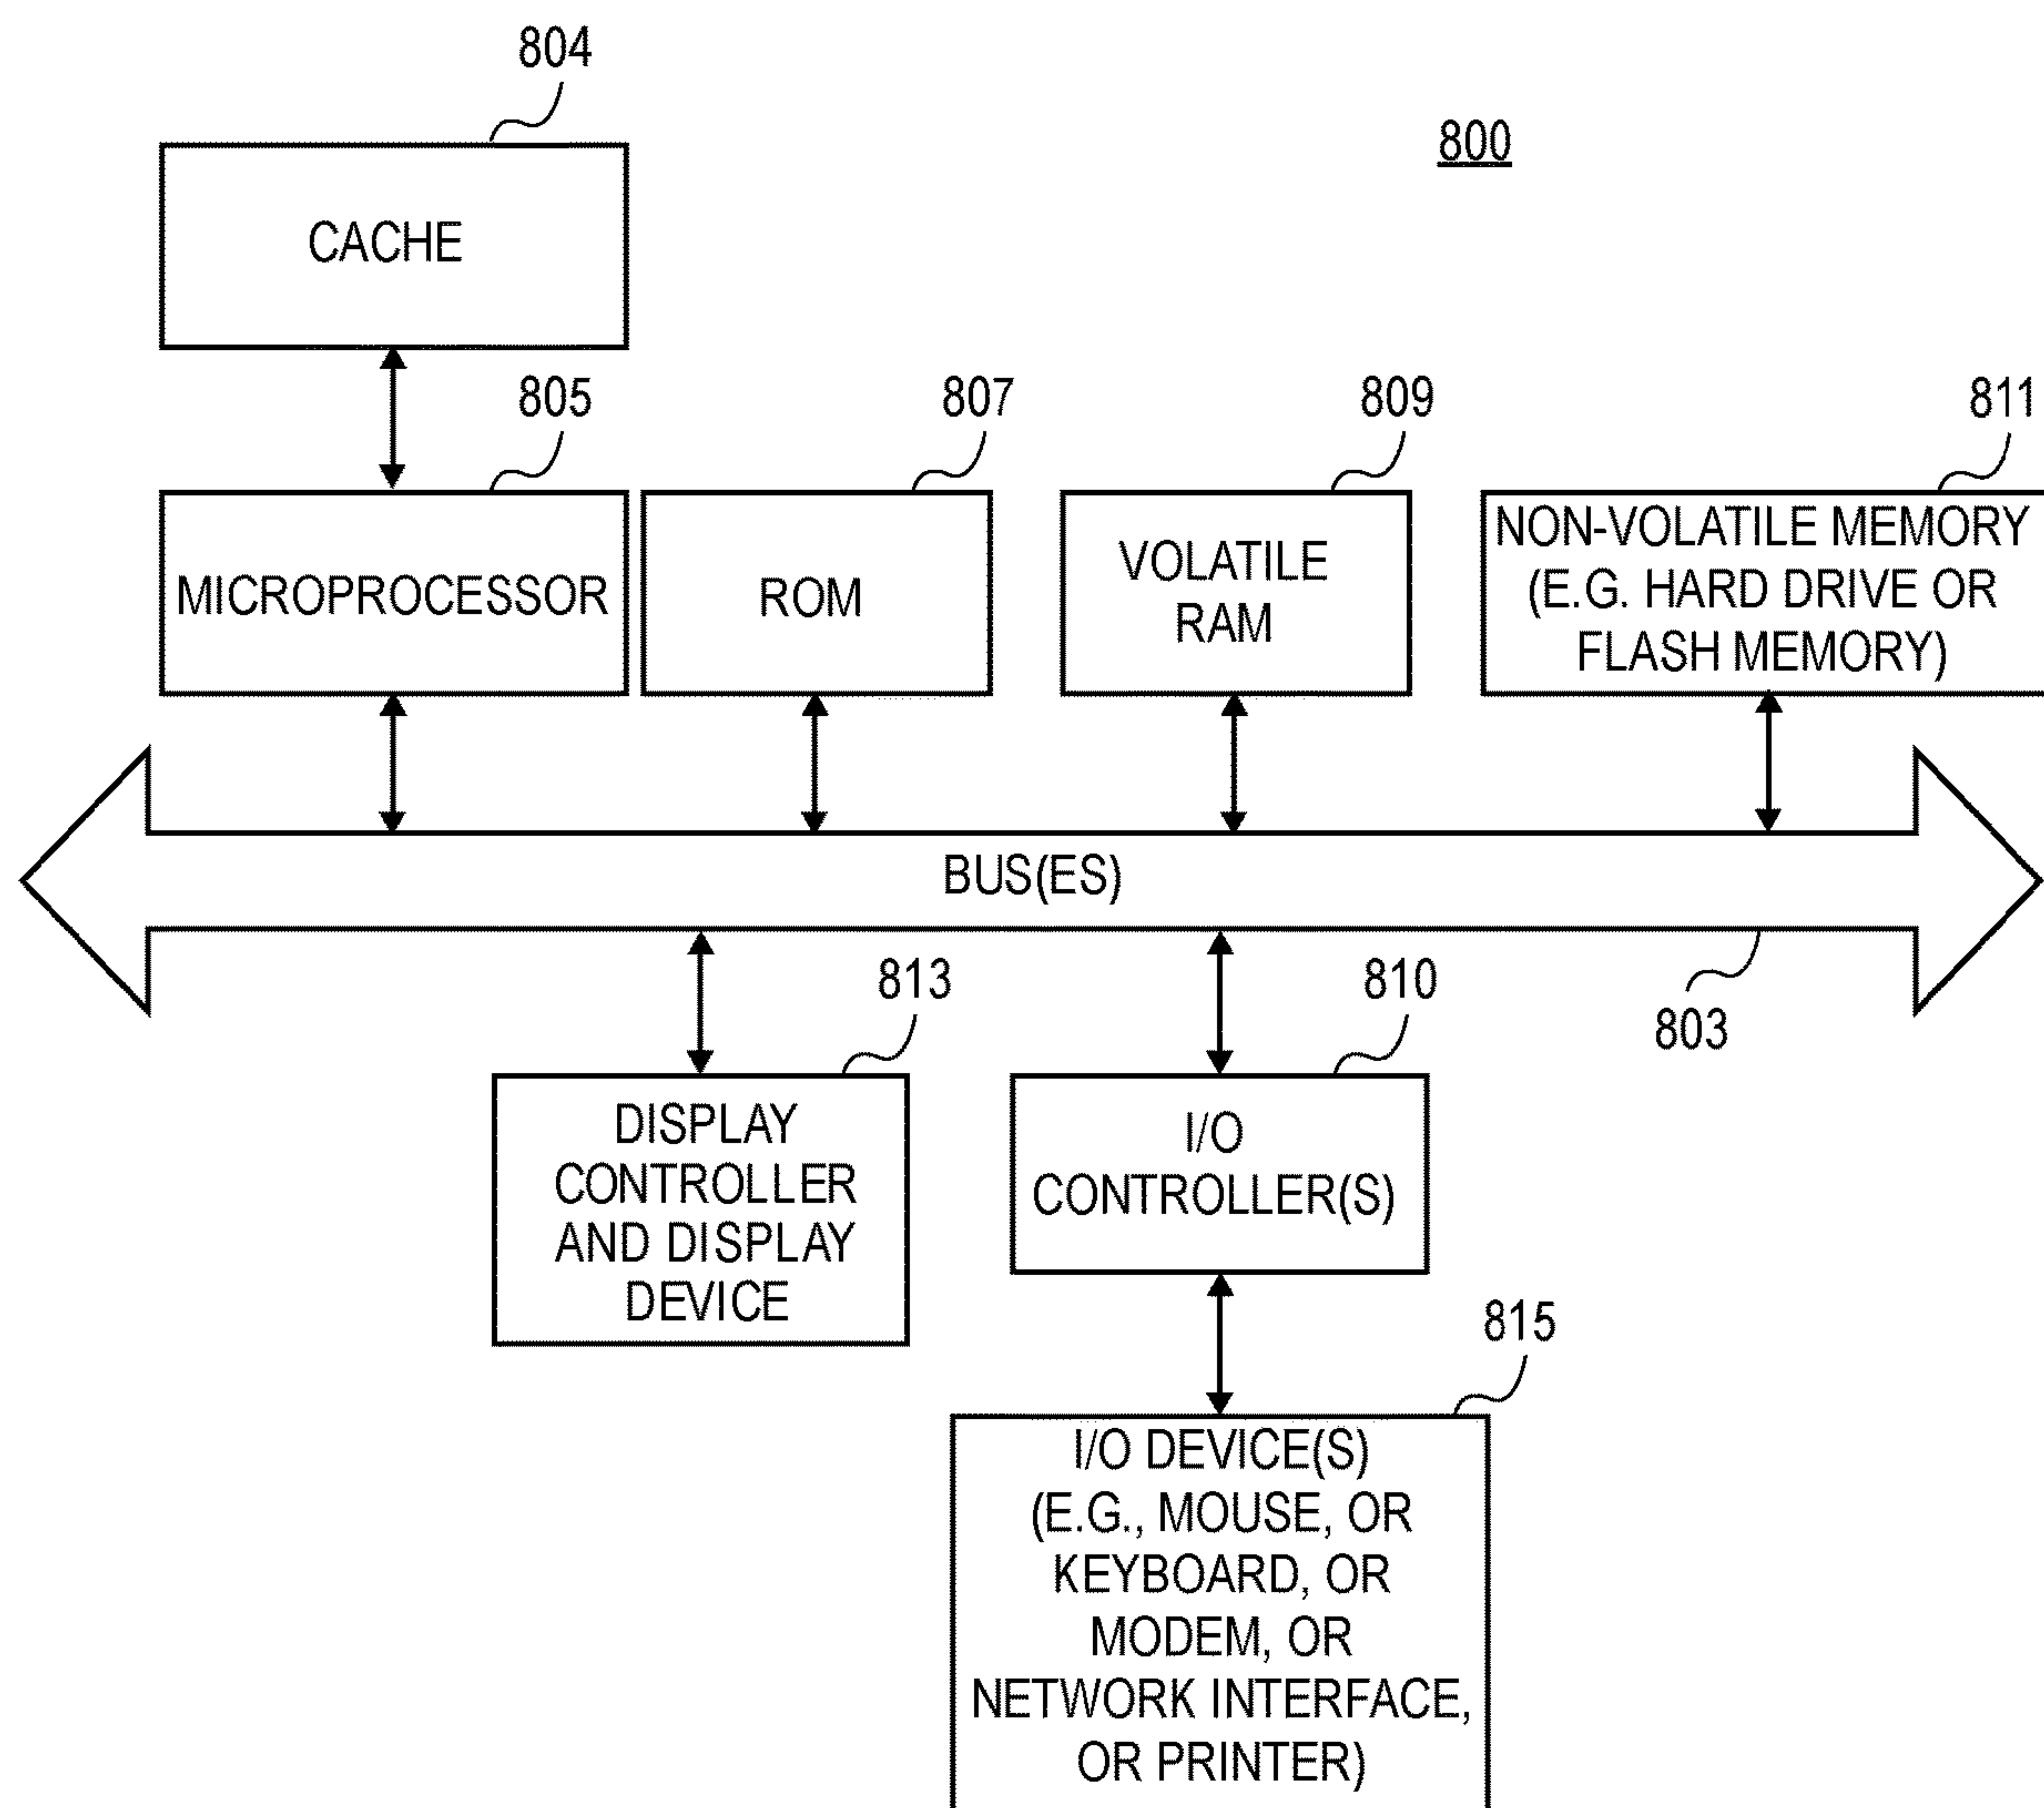 804
800
CACHE
805
807
809
811
MICROPROCESSOR
ROM
VOLATILE
RAM
NON-VOLATILE MEMORY
(E.G. HARD DRIVE OR
FLASH MEMORY)
BUS(ES)
803
813
810
DISPLAY
CONTROLLER
AND DISPLAY
DEVICE
I/O
CONTROLLER(S)
815
I/O DEVICE(S)
(E.G., MOUSE, OR
KEYBOARD, OR
MODEM, OR
NETWORK INTERFACE,
OR PRINTER)